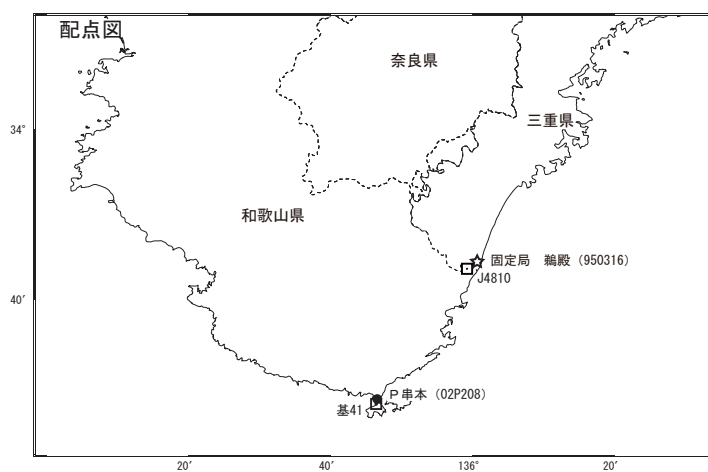 配点図
奈良県
34°
三重県
和歌山県
固定局 鵜殿（950316）
J4810
40′
P串本（02P208）
基41
20′
40′
136°
20′